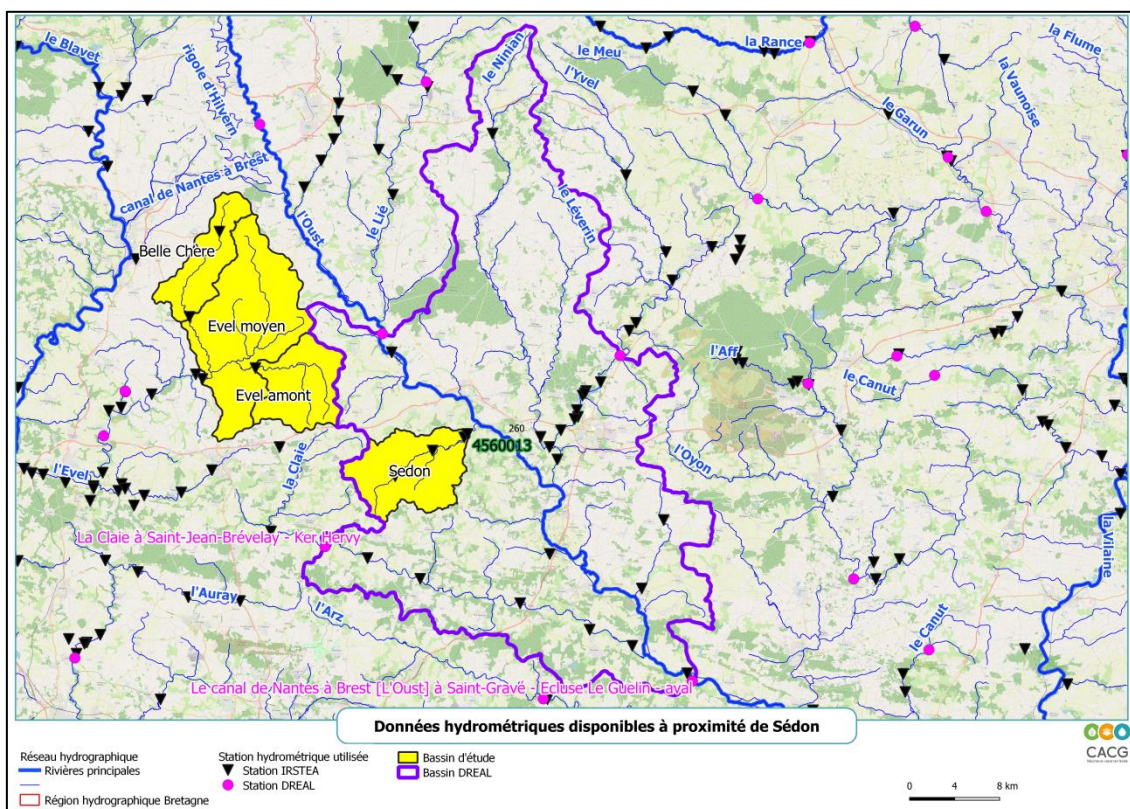 le Blavet
rigole d'Hilvern
canal de Nantes à Brest
le Ninian
le Meu
l'Yvel
la Rance
la Flume
la Vaunoise
le Garun
l'Oust
le Lié
le Léverin
Belle Chère
Evel moyen
Evel amont
l'Aff
le Canut
260
4560013
Sedon
la Claie
l'Evel
l'Oyon
La Claie à Saint-Jean-Brévelay - Ker Hervy
la Vilaine
l'Auray
l'Arz
le Canut
Le canal de Nantes à Brest [L'Oust] à Saint-Gravé - Ecluse Le Guelin - aval
Données hydrométriques disponibles à proximité de Sédon
Réseau hydrographique
Rivières principales
Région hydrographique Bretagne
Station hydrométrique utilisée
Station IRSTEA
Station DREAL
Bassin d'étude
Bassin DREAL
0 4 8 km
CACG